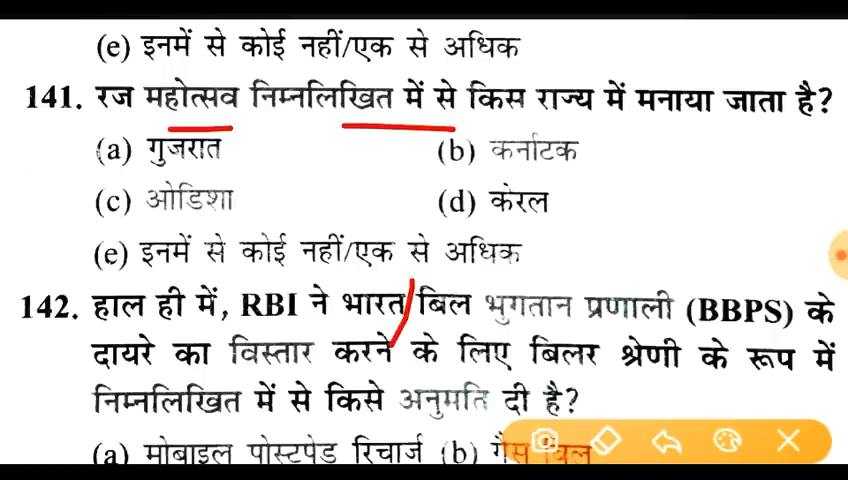 (e) इनमें से कोई नहीं/एक से अधिक
141. रज महोत्सव निम्नलिखित में से किस राज्य में मनाया जाता है?
(a) गुजरात (b) कर्नाटक
(c) ओडिशा (d) केरल
(e) इनमें से कोई नहीं/एक से अधिक
142. हाल ही में, RBI ने भारत बिल भुगतान प्रणाली (BBPS) के
दायरे का विस्तार करने के लिए बिलर श्रेणी के रूप में
निम्नलिखित में से किसे अनुमति दी है?
(a) मोबाइल पोस्टपेड रिचार्ज (b) गैस बिल